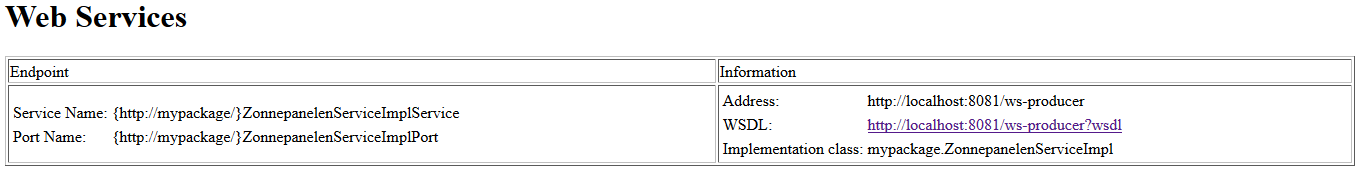 Web Services
Endpoint
Information
Service Name: {http://mypackage/}ZonnepanelenServiceImplService
Port Name: {http://mypackage/}ZonnepanelenServiceImplPort
Address: http://localhost:8081/ws-producer
WSDL: http://localhost:8081/ws-producer?wsdl
Implementation class: mypackage.ZonnepanelenServiceImpl